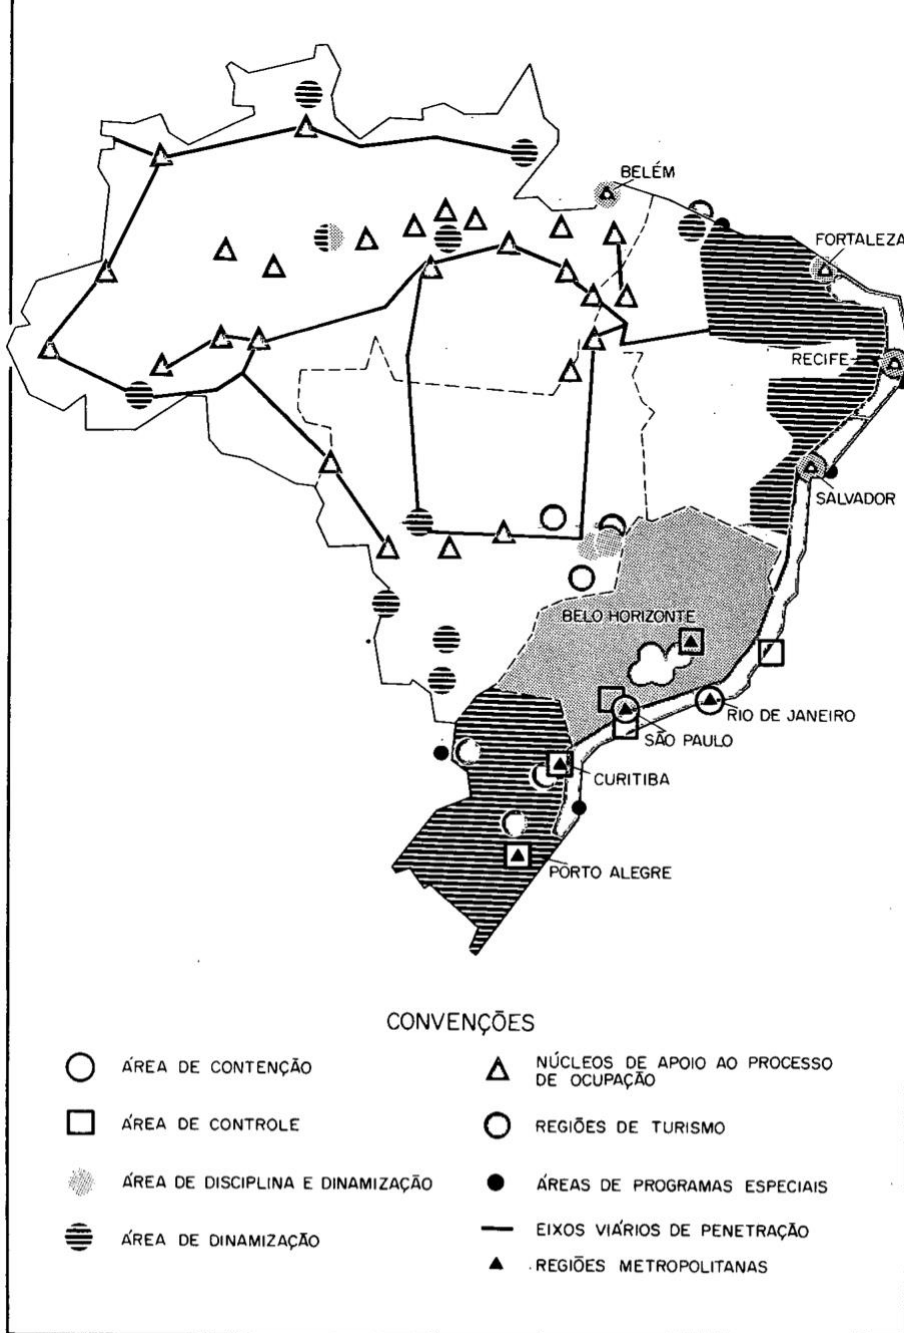 BELÉM
FORTALEZA
RECIFE
SALVADOR
BELO HORIZONTE
RIO DE JANEIRO
SÃO PAULO
CURITIBA
PORTO ALEGRE
CONVENÇÕES
ÁREA DE CONTENÇÃO
ÁREA DE CONTROLE
ÁREA DE DISCIPLINA E DINAMIZAÇÃO
ÁREA DE DINAMIZAÇÃO
NÚCLEOS DE APOIO AO PROCESSO
DE OCUPAÇÃO
REGIÕES DE TURISMO
ÁREAS DE PROGRAMAS ESPECIAIS
EIXOS VIÁRIOS DE PENETRAÇÃO
REGIÕES METROPOLITANAS